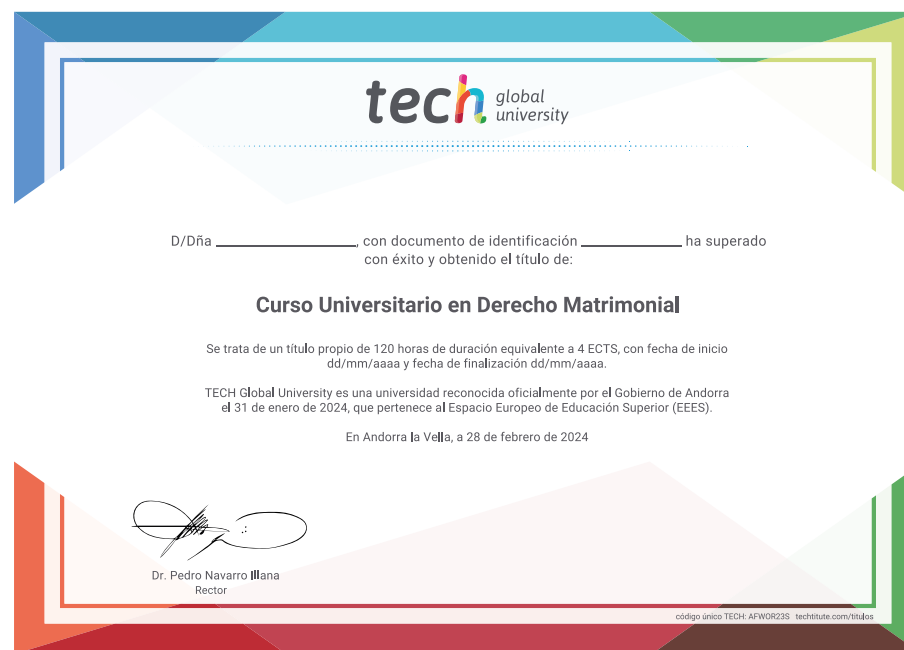 tech global
university
D/Dña ______________, con documento de identificación __________ ha superado
con éxito y obtenido el título de:
Curso Universitario en Derecho Matrimonial
Se trata de un título propio de 120 horas de duración equivalente a 4 ECTS, con fecha de inicio
dd/mm/aaaa y fecha de finalización dd/mm/aaaa.
TECH Global University es una universidad reconocida oficialmente por el Gobierno de Andorra
el 31 de enero de 2024, que pertenece al Espacio Europeo de Educación Superior (EEES).
En Andorra la Vella, a 28 de febrero de 2024
Dr. Pedro Navarro Illana
Rector
código único TECH: AFWOR23S techtitute.com/titulos